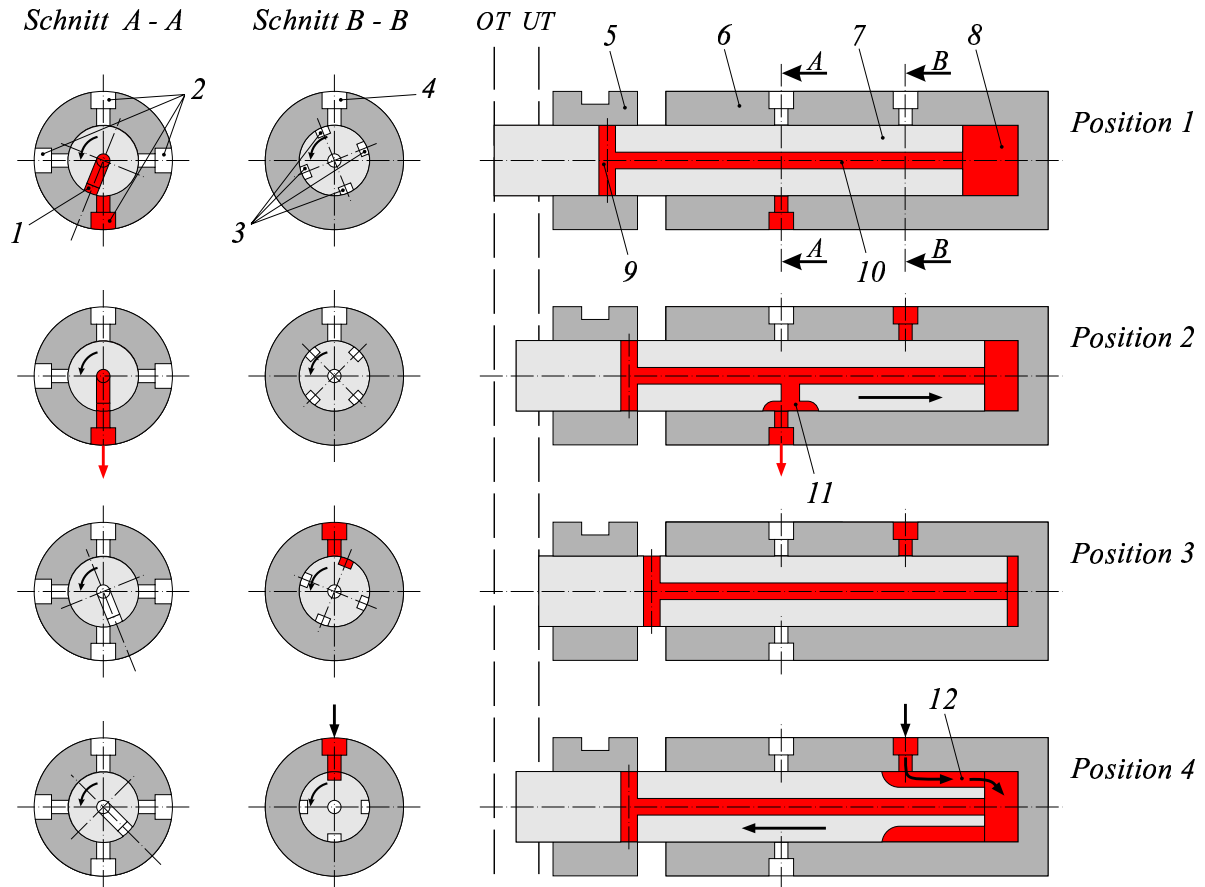 Schnitt A - A
Schnitt B - B
OT UT
5
6
7
8
A
B
2
4
Position 1
1
3
9
A
10
B
Position 2
11
Position 3
12
Position 4